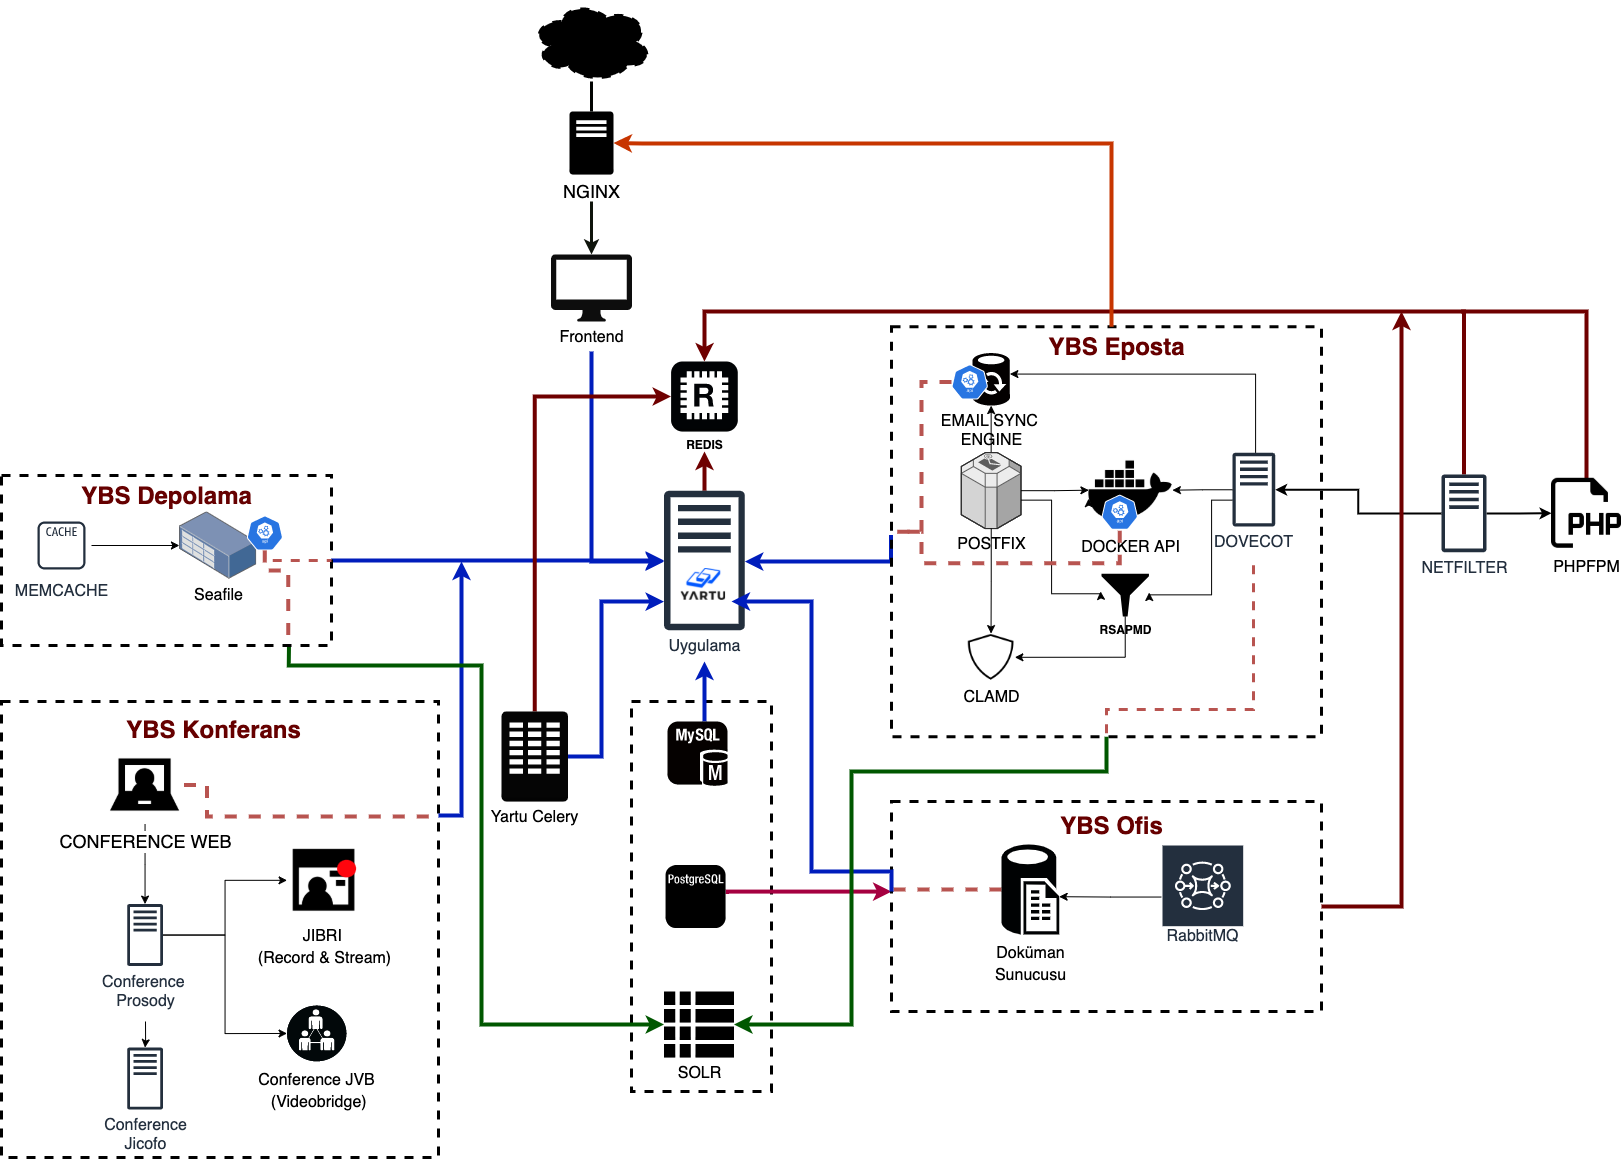 NGINX
Frontend
R
REDIS
YARTU
Uygulama
YBS Depolama
CACHE
MEMCACHE
Seafile
YBS Konferans
CONFERENCE WEB
JIBRI
(Record & Stream)
Conference
Prosody
Conference JVB
(Videobridge)
Conference
Jicofo
Yartu Celery
MySQL
M
PostgreSQL
SOLR
YBS Eposta
EMAIL SYNC
ENGINE
POSTFIX
DOCKER API
DOVECOT
RSAPMD
CLAMD
NETFILTER
PHP
PHPFPM
YBS Ofis
Doküman
Sunucusu
RabbitMQ